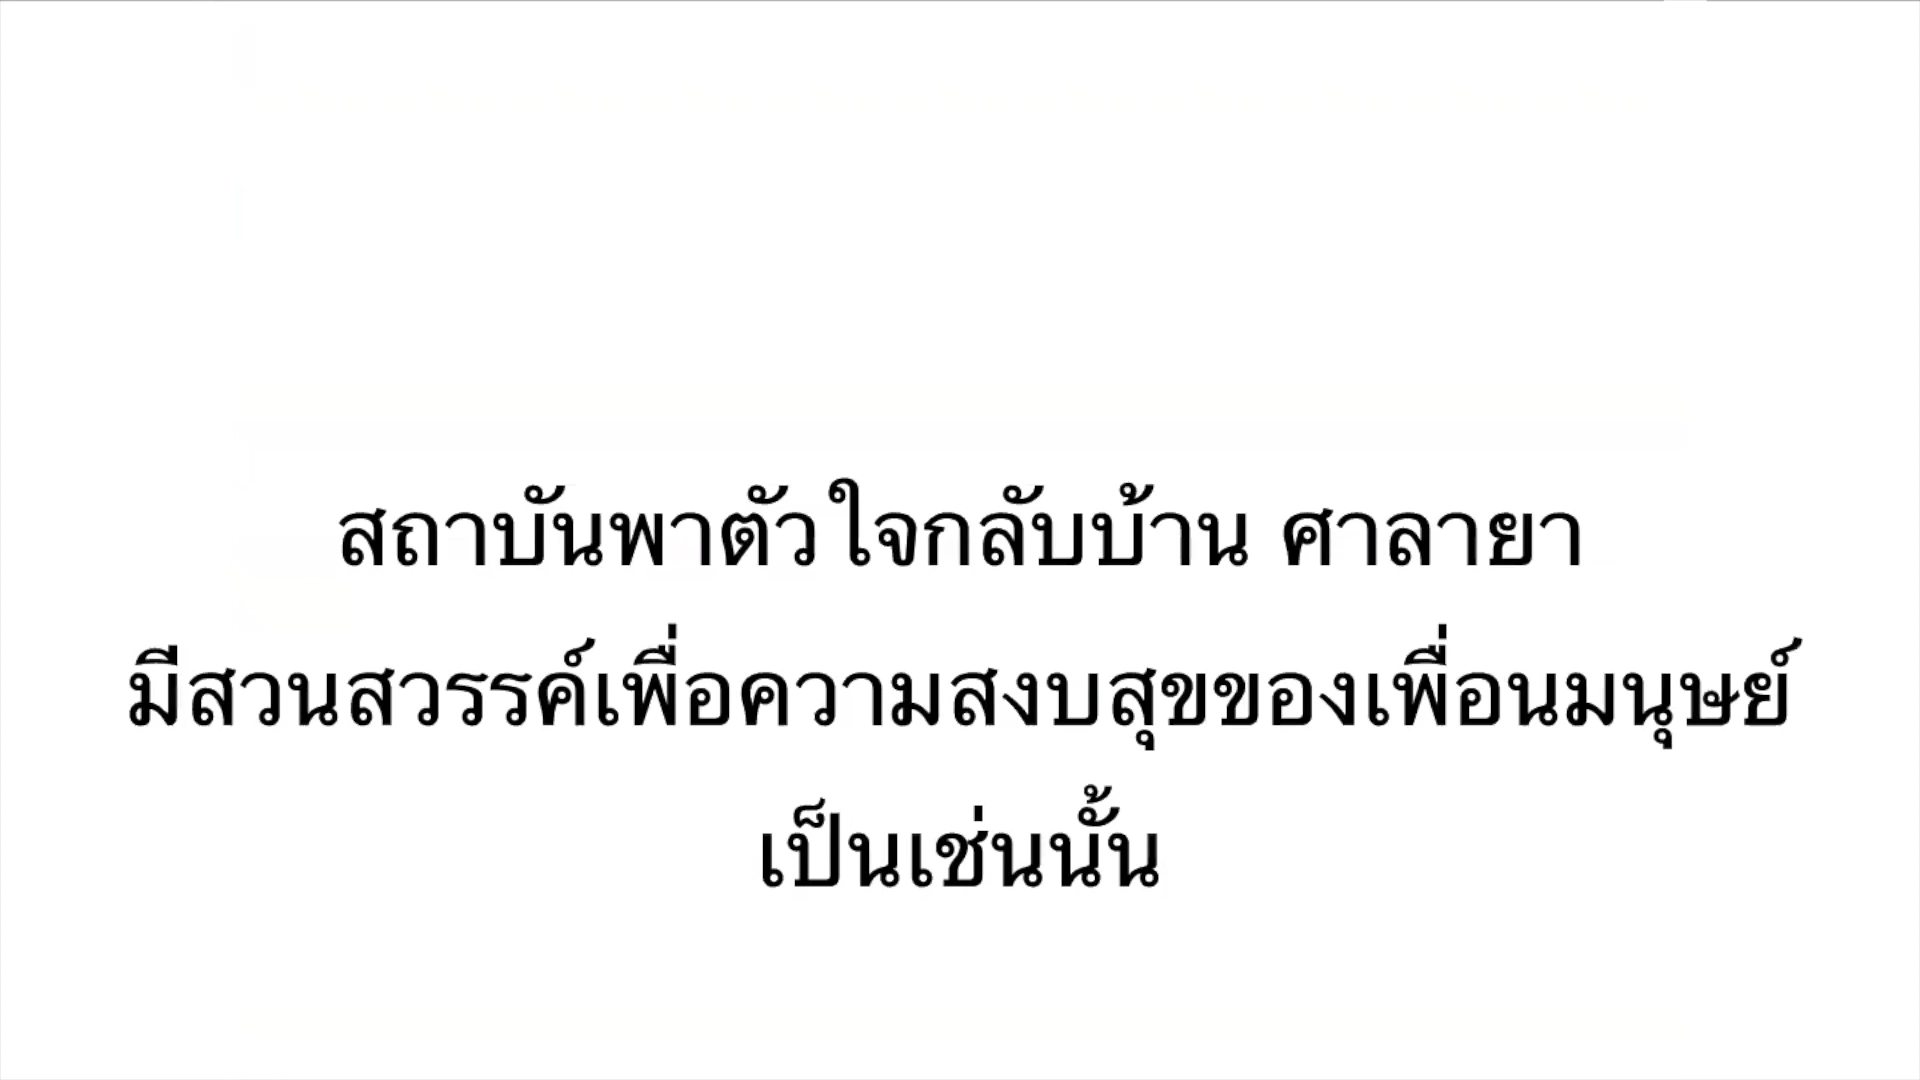 สถาบันพาตัวใจกลับบ้าน ศาลายา
มีสวนสวรรค์เพื่อความสงบสุขของเพื่อนมนุษย์
เป็นเช่นนั้น